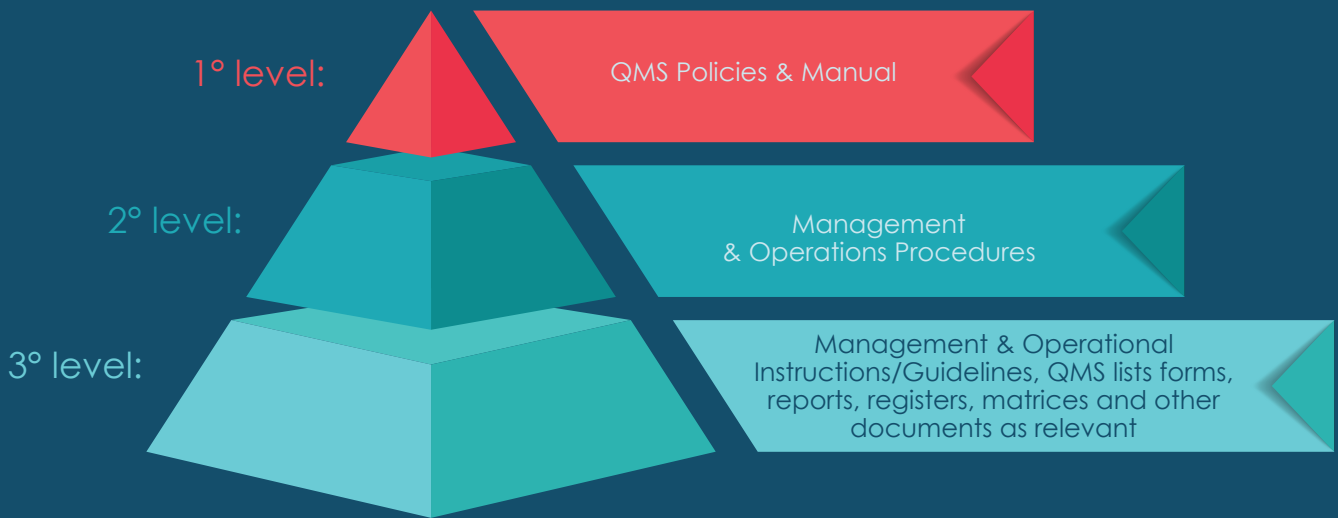 1° level:
QMS Policies & Manual
2° level:
Management
& Operations Procedures
3° level:
Management & Operational
Instructions/Guidelines, QMS lists forms,
reports, registers, matrices and other
documents as relevant